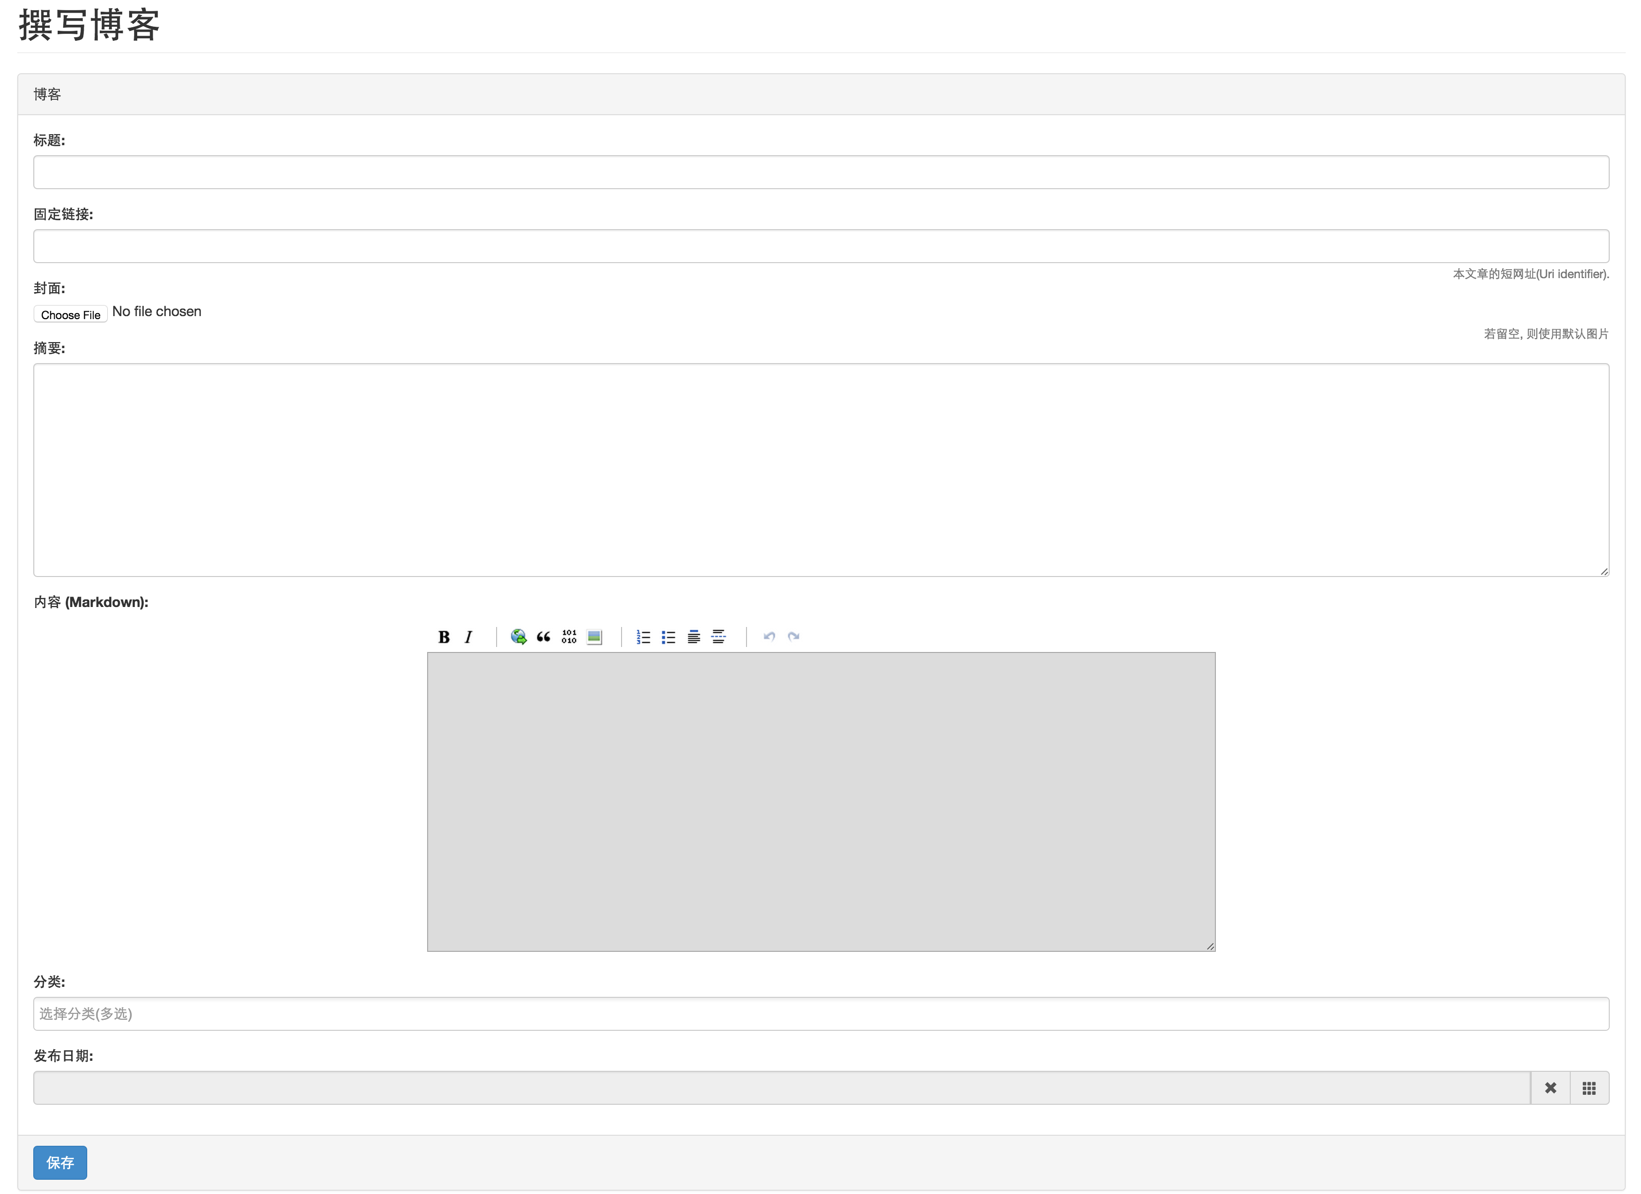 撰写博客
博客
标题:
固定链接:
本文章的短网址(Uri identifier).
封面:
Choose File No file chosen
若留空, 则使用默认图片
摘要:
内容 (Markdown):
B I 101 010
分类:
选择分类(多选)
发布日期:
保存